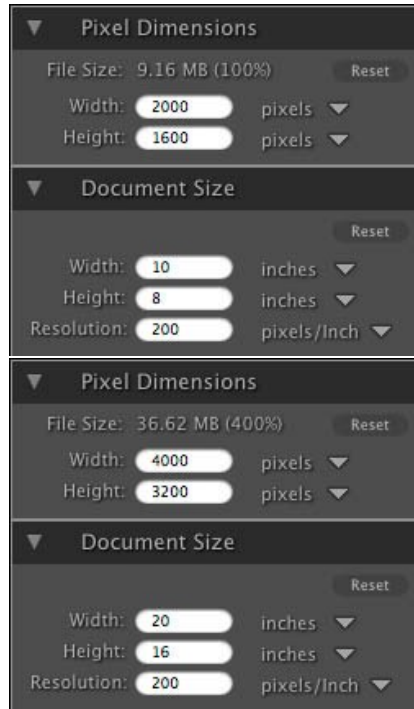 Pixel Dimensions
File Size: 9.16 MB (100%) Reset
Width: 2000 pixels
Height: 1600 pixels
Document Size
Reset
Width: 10 inches
Height: 8 inches
Resolution: 200 pixels/Inch
Pixel Dimensions
File Size: 36.62 MB (400%) Reset
Width: 4000 pixels
Height: 3200 pixels
Document Size
Reset
Width: 20 inches
Height: 16 inches
Resolution: 200 pixels/Inch